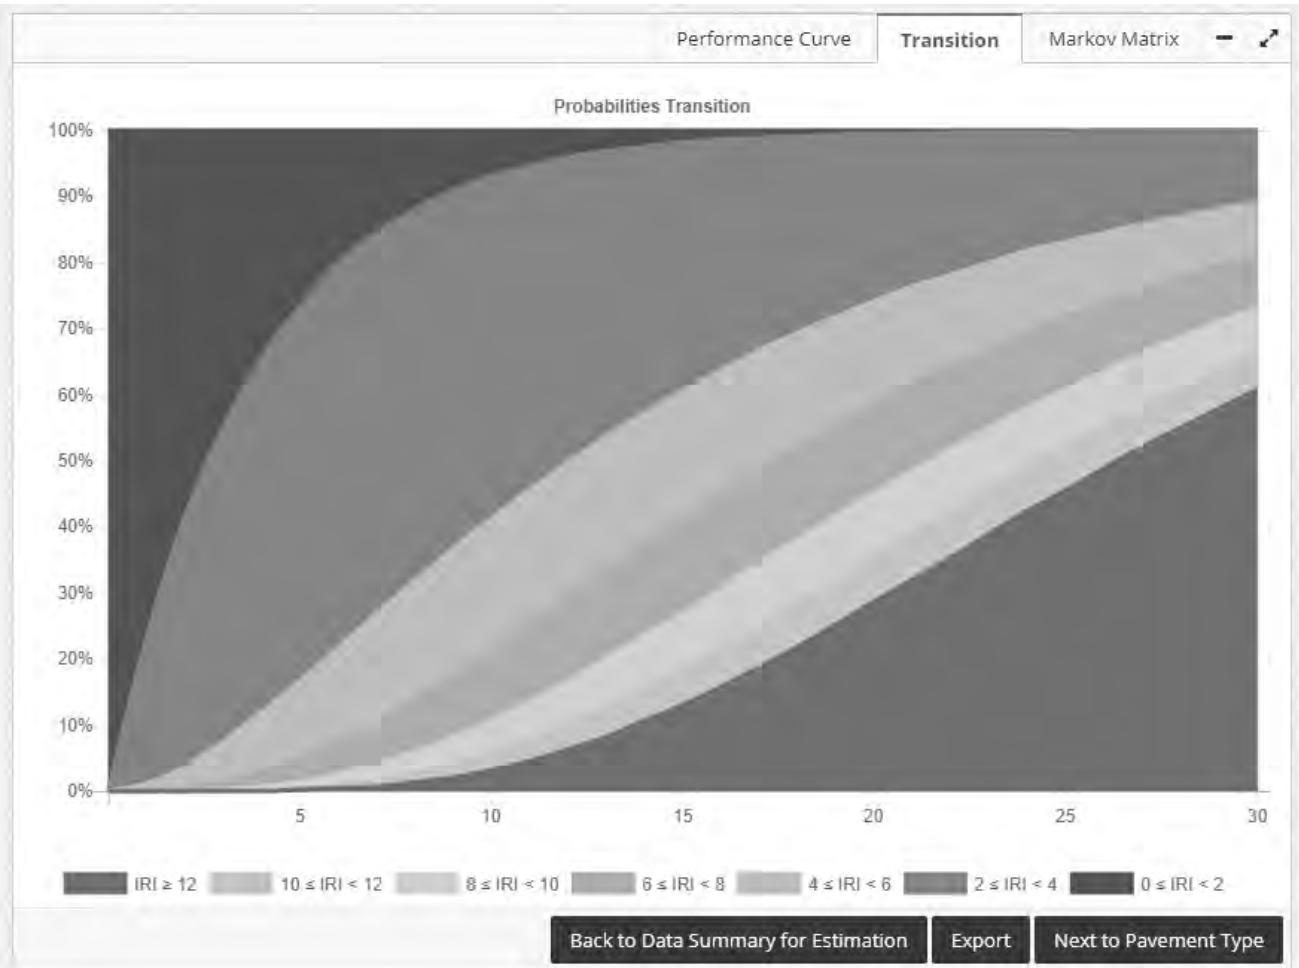 Performance Curve Transition Markov Matrix
Probabilities Transition
100%
90%
80%
70%
60%
50%
40%
30%
20%
10%
0%
5 10 15 20 25 30
IRI ≥ 12 10 ≤ IRI < 12 8 ≤ IRI < 10 6 ≤ IRI < 8 4 ≤ IRI < 6 2 ≤ IRI < 4 0 ≤ IRI < 2
Back to Data Summary for Estimation Export Next to Pavement Type